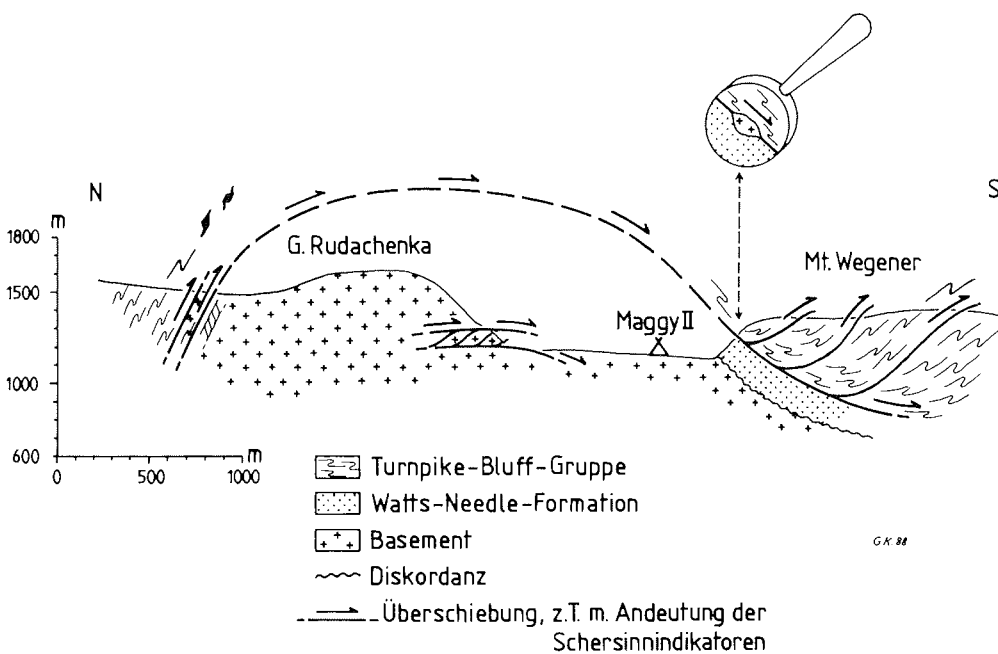 N
S
m
1800
1500
1000
600
0
500
1000
m
G. Rudachenka
Maggy II
Mt. Wegener
Turnpike-Bluff-Gruppe
Watts-Needle-Formation
Basement
Diskordanz
Überschiebung, z.T. m. Andeutung der
Schersinnindikatoren
G.K. 88